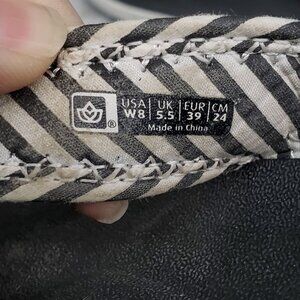 USA UK EUR CM
W8 5.5 39 24
Made in China
®